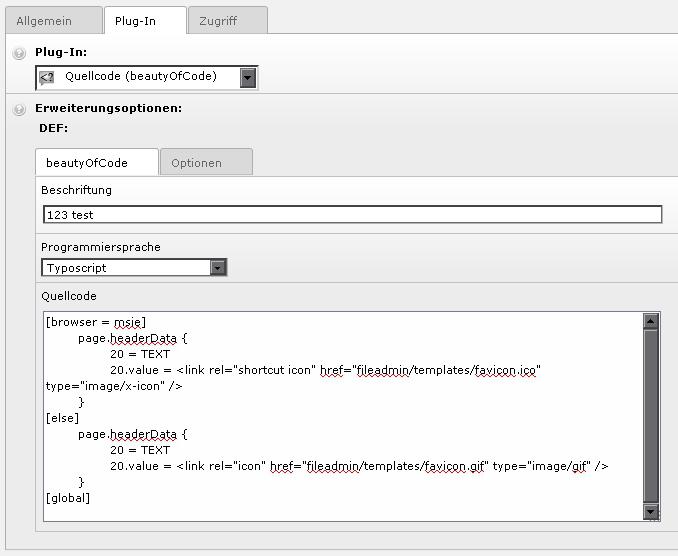 Allgemein Plug-In Zugriff
Plug-In:
<? Quellcode (beautyOfCode)
Erweiterungsoptionen:
DEF:
beautyOfCode Optionen
Beschriftung
123 test
Programmiersprache
Typoscript
Quellcode
[browser = msie]
page.headerData {
20 = TEXT
20.value = <link rel="shortcut icon" href="fileadmin/templates/favicon.ico"
type="image/x-icon" />
}
[else]
page.headerData {
20 = TEXT
20.value = <link rel="icon" href="fileadmin/templates/favicon.gif" type="image/gif" />
}
[global]